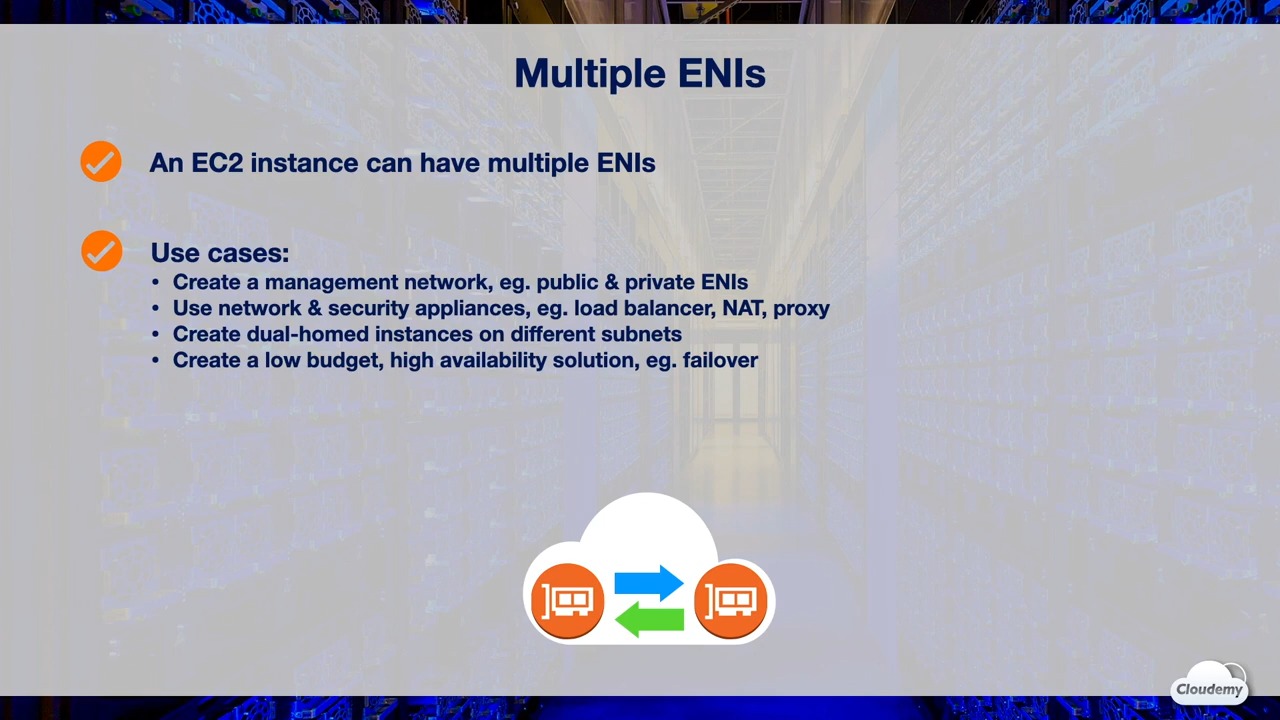 Multiple ENIs
An EC2 instance can have multiple ENIs
Use cases:
• Create a management network, eg. public & private ENIs
• Use network & security appliances, eg. load balancer, NAT, proxy
• Create dual-homed instances on different subnets
• Create a low budget, high availability solution, eg. failover
Cloudemy